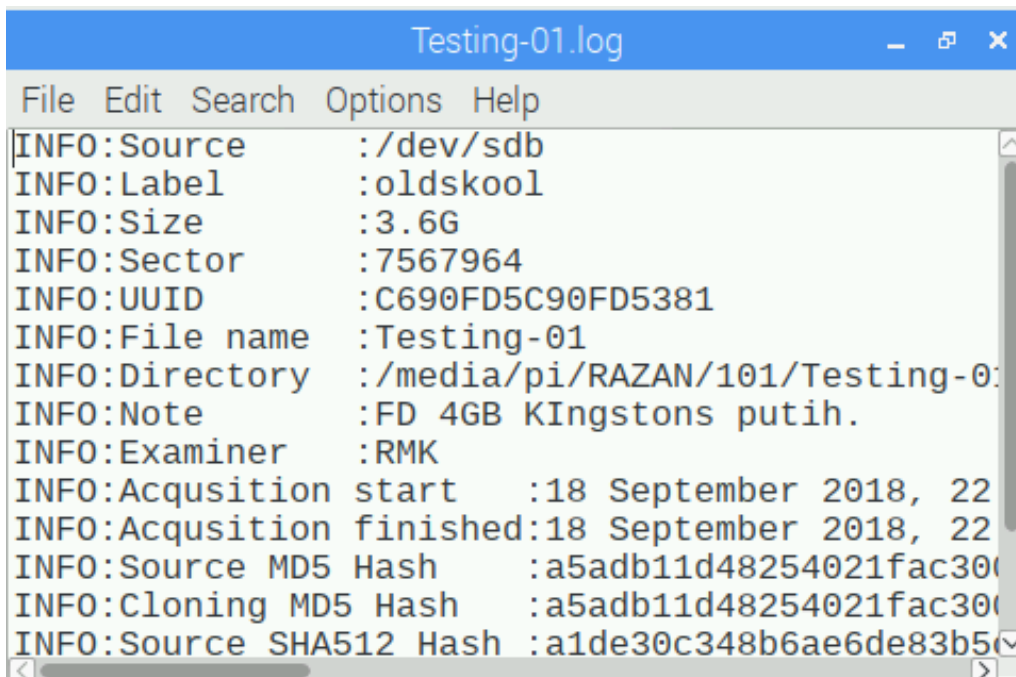 Testing-01.log
File Edit Search Options Help
INFO:Source :/dev/sdb
INFO:Label :oldskool
INFO:Size :3.6G
INFO:Sector :7567964
INFO:UUID :C690FD5C90FD5381
INFO:File name :Testing-01
INFO:Directory :/media/pi/RAZAN/101/Testing-01
INFO:Note :FD 4GB KIngstons putih.
INFO:Examiner :RMK
INFO:Acqusition start :18 September 2018, 22
INFO:Acqusition finished:18 September 2018, 22
INFO:Source MD5 Hash :a5adb11d48254021fac300
INFO:Cloning MD5 Hash :a5adb11d48254021fac300
INFO:Source SHA512 Hash :a1de30c348b6ae6de83b5